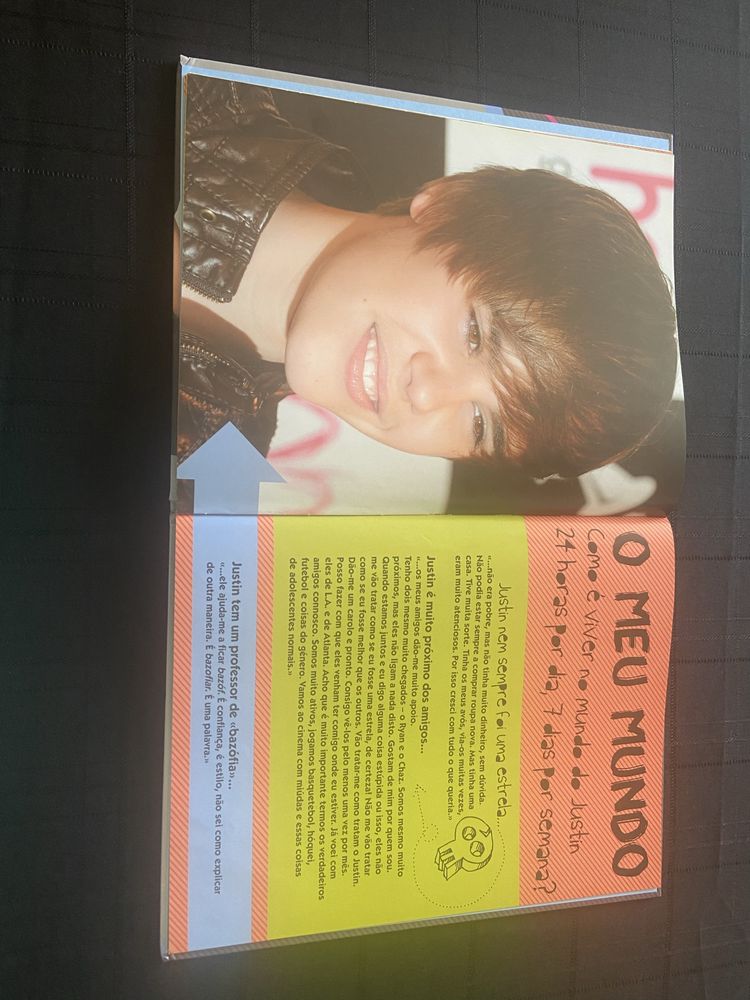 O MEU MUNDO
Como é viver no mundo do Justin
24 horas por dia, 7 dias por semana?
Justin nem sempre foi uma estrela...
«...não era pobre, mas não tinha muito dinheiro, sem dúvida.
Não podia estar sempre a comprar roupa nova. Mas tinha uma
casa. Tive muita sorte. Tinha os meus avós, via-os muitas vezes,
eram muito atenciosos. Por isso cresci com tudo o que queria.»
Justin é muito próximo dos amigos...
«...os meus amigos dão-me muito apoio.
Tenho dois mesmo muito chegados – o Ryan e o Chaz. Somos mesmo muito
próximos, mas eles não ligam a nada disto. Gostam de mim por quem sou.
Quando estamos juntos e eu digo alguma coisa estúpida ou isso, eles não
me vão tratar como se eu fosse uma estrela, de certeza! Não me vão tratar
como se eu fosse melhor que os outros. Vão tratar-me como tratam o Justin.
Dão-me um carolo e pronto. Consigo vê-los pelo menos uma vez por mês.
Posso fazer com que eles venham ter comigo onde eu estiver. Já voei com
eles de L.A. e de Atlanta. Acho que é muito importante termos os verdadeiros
amigos connosco. Somos muito ativos, jogamos basquetebol, hóquei,
futebol e coisas do género. Vamos ao cinema com miúdas e essas coisas
de adolescentes normais.»
Justin tem um professor de «bazófia»...
«...ele ajuda-me a ficar bazóf. É confiança, é estilo, não sei como explicar
de outra maneira. É bazofiar. É uma palavra.»